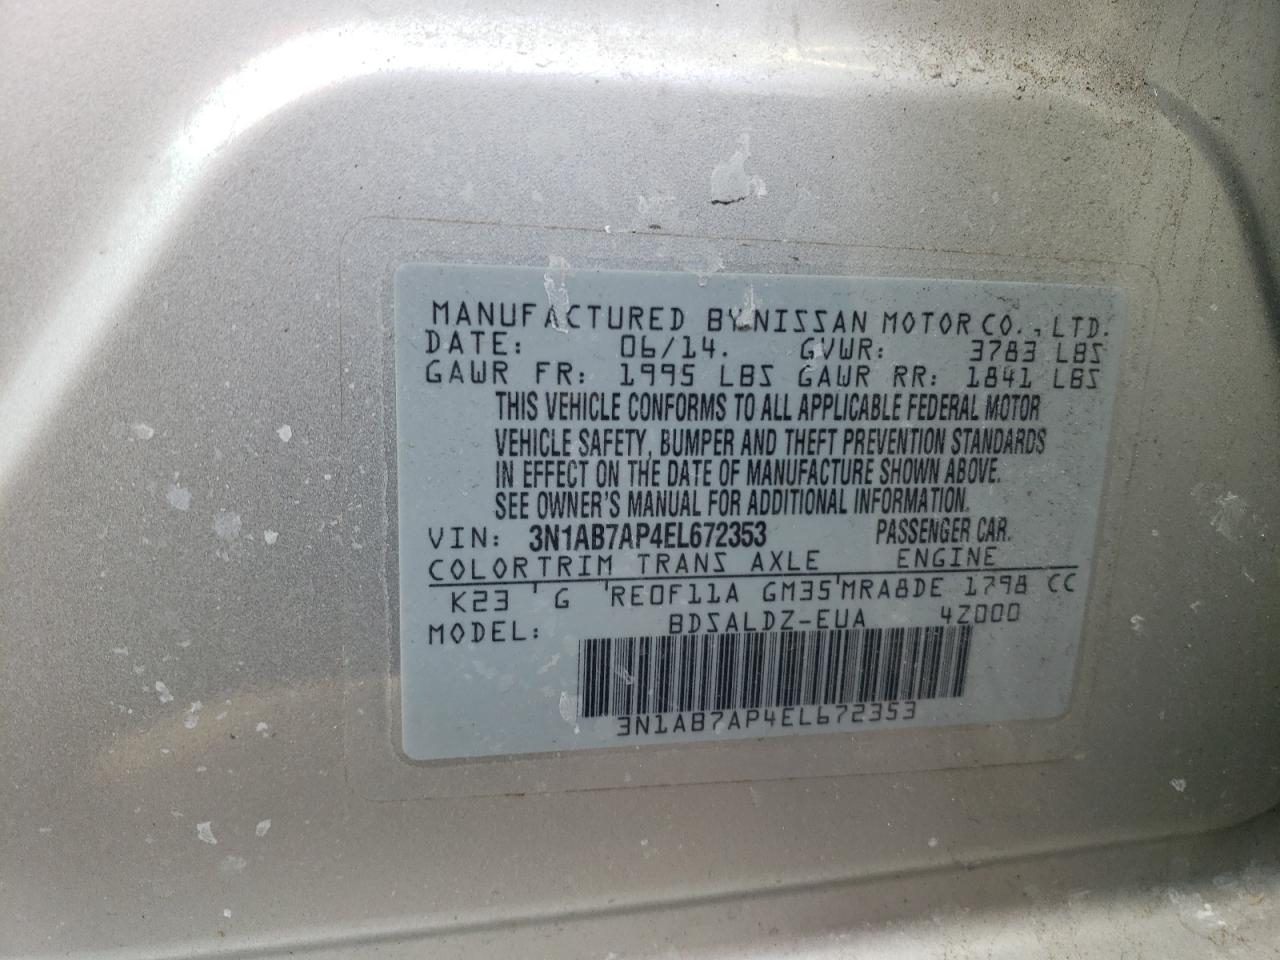 MANUFACTURED BY NISSAN MOTOR CO., LTD.
DATE: 06/14. GVWR: 3783 LBS
GAWR FR: 1995 LBS GAWR RR: 1841 LBS
THIS VEHICLE CONFORMS TO ALL APPLICABLE FEDERAL MOTOR
VEHICLE SAFETY, BUMPER AND THEFT PREVENTION STANDARDS
IN EFFECT ON THE DATE OF MANUFACTURE SHOWN ABOVE.
SEE OWNER'S MANUAL FOR ADDITIONAL INFORMATION.
VIN: 3N1AB7AP4EL672353 PASSENGER CAR.
COLOR TRIM TRANS AXLE ENGINE
K23 ' G ' RE0F11A GM35 ' MRA8DE 1798 CC
MODEL: BDSALDZ-EUA 4Z000
3N1AB7AP4EL672353